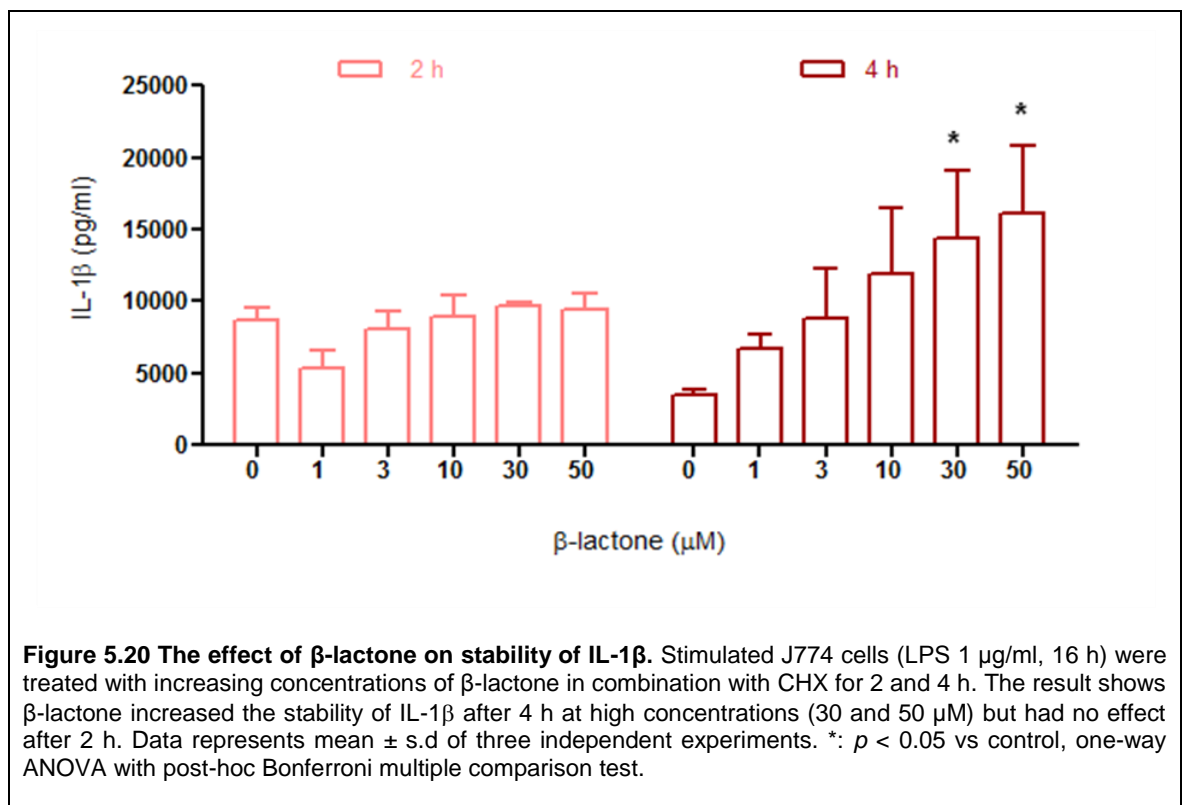 2 h
4 h
25000
20000
15000
10000
5000
0
IL-1β (pg/ml)
*
*
0 1 3 10 30 50 0 1 3 10 30 50
β-lactone (µM)
Figure 5.20 The effect of β-lactone on stability of IL-1β. Stimulated J774 cells (LPS 1 µg/ml, 16 h) were
treated with increasing concentrations of β-lactone in combination with CHX for 2 and 4 h. The result shows
β-lactone increased the stability of IL-1β after 4 h at high concentrations (30 and 50 µM) but had no effect
after 2 h. Data represents mean ± s.d of three independent experiments. *: p < 0.05 vs control, one-way
ANOVA with post-hoc Bonferroni multiple comparison test.